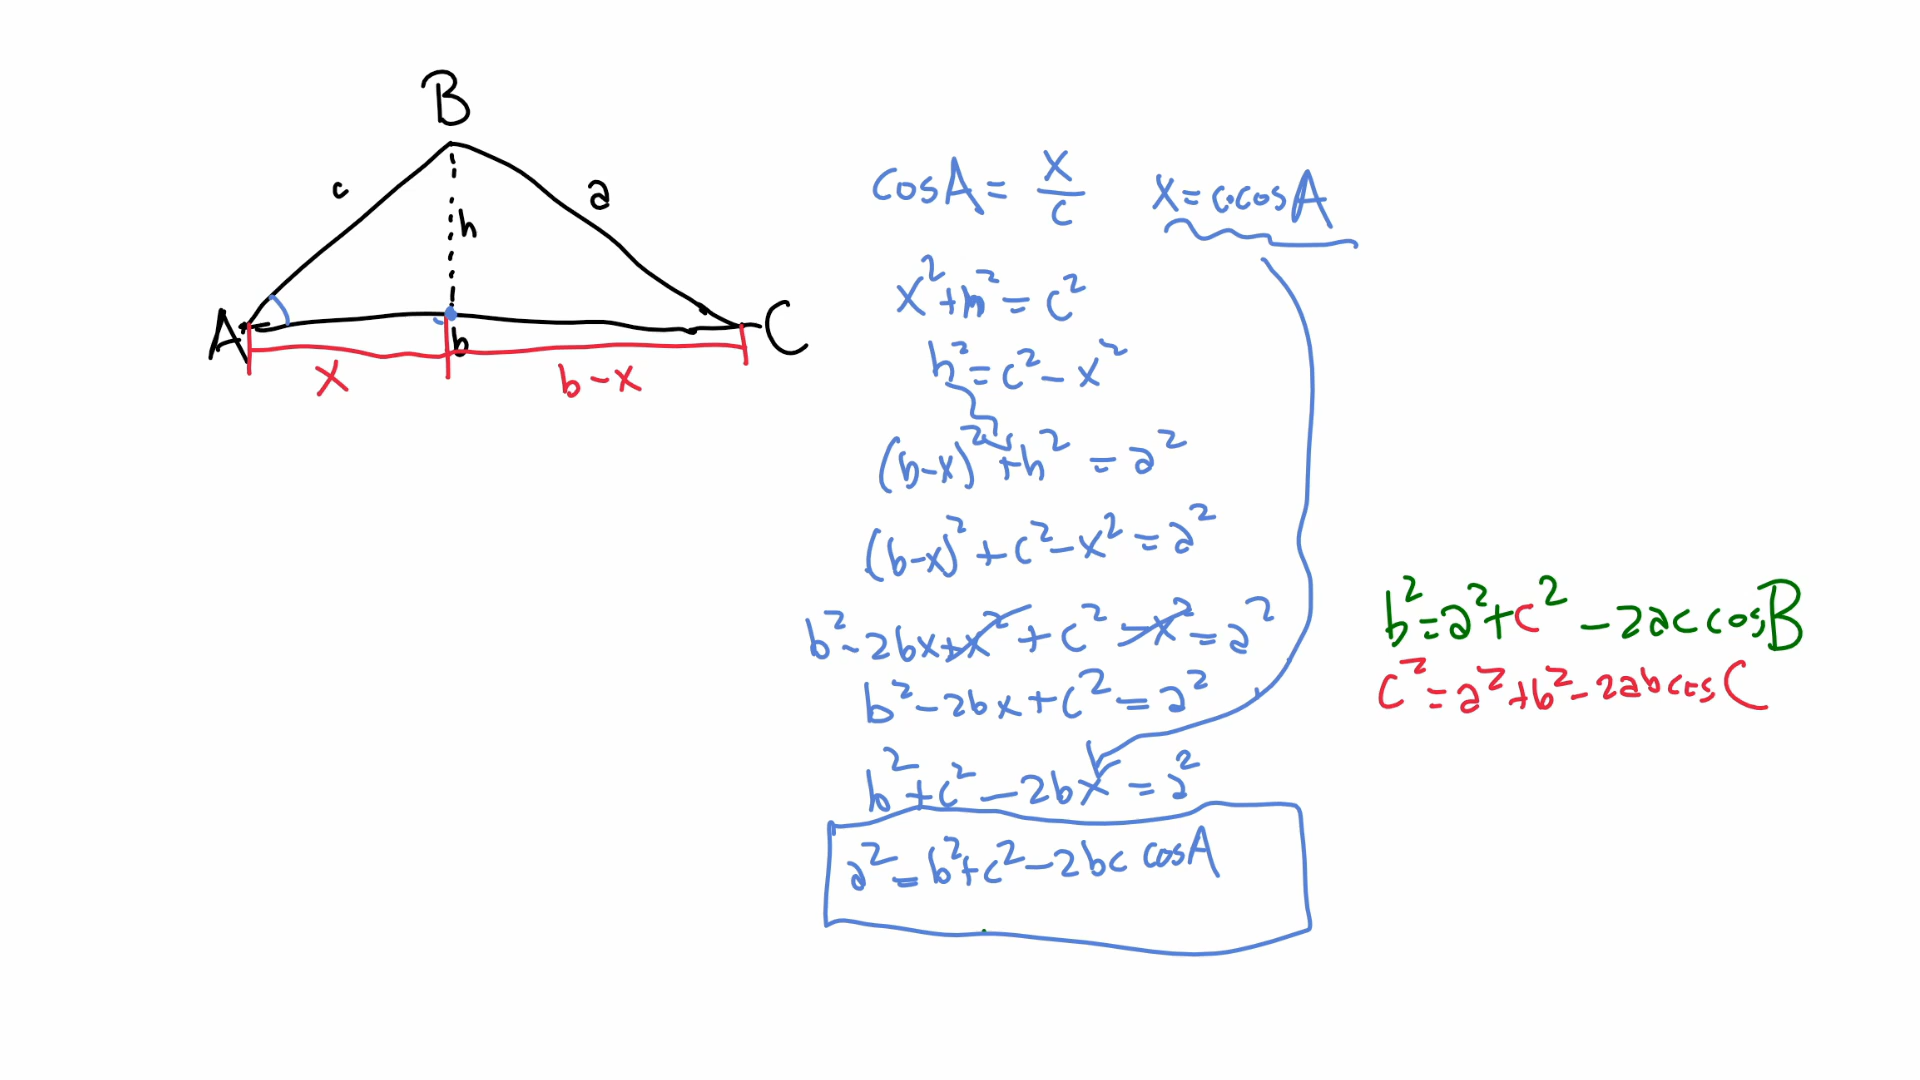 B
c
a
h
A
C
b
x
b-x
cosA = x/c  x = c·cosA
x² + h² = c²
h² = c² - x²
(b-x)² + h² = a²
(b-x)² + c² - x² = a²
b² - 2bx + x² + c² - x² = a²
b² - 2bx + c² = a²
b² + c² - 2bx = a²
a² = b² + c² - 2bc cosA
b² = a² + c² - 2ac cosB
c² = a² + b² - 2ab cosC